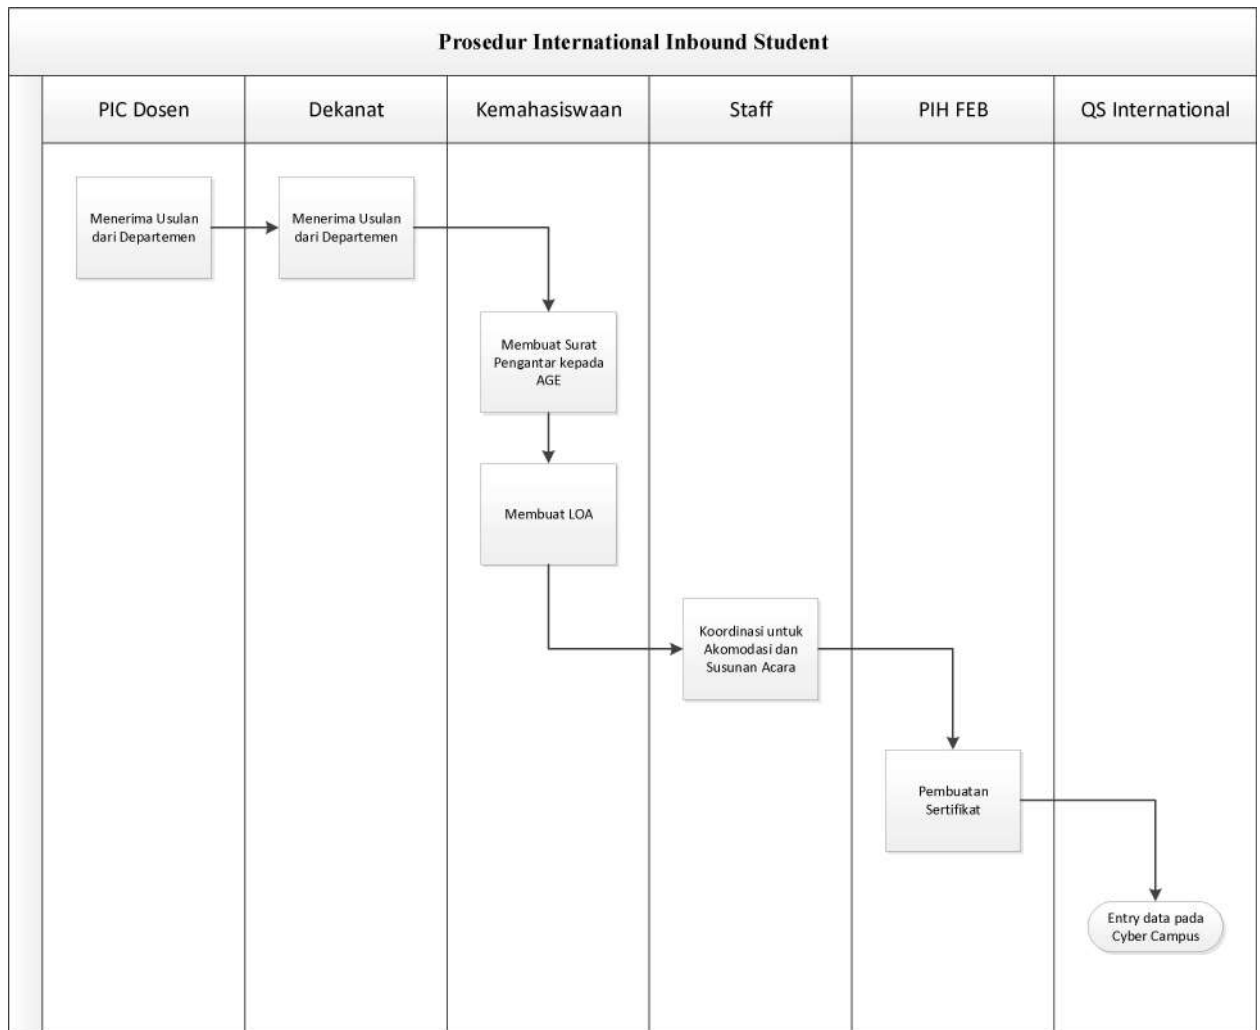 Prosedur International Inbound Student
PIC Dosen
Dekanat
Kemahasiswaan
Staff
PIH FEB
QS International
Menerima Usulan
dari Departemen
Menerima Usulan
dari Departemen
Membuat Surat
Pengantar kepada
AGE
Membuat LOA
Koordinasi untuk
Akomodasi dan
Susunan Acara
Pembuatan
Sertifikat
Entry data pada
Cyber Campus